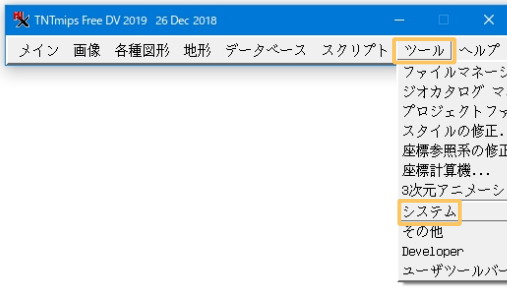 TNTmips Free DV 2019 26 Dec 2018
メイン 画像 各種図形 地形 データベース スクリプト ツール ヘルプ
ファイルマネーシ
ジオカタログ マ
プロジェクトファ
スタイルの修正.
座標参照系の修正
座標計算機...
3次元アニメーシ
システム
その他
Developer
ユーザツールバー